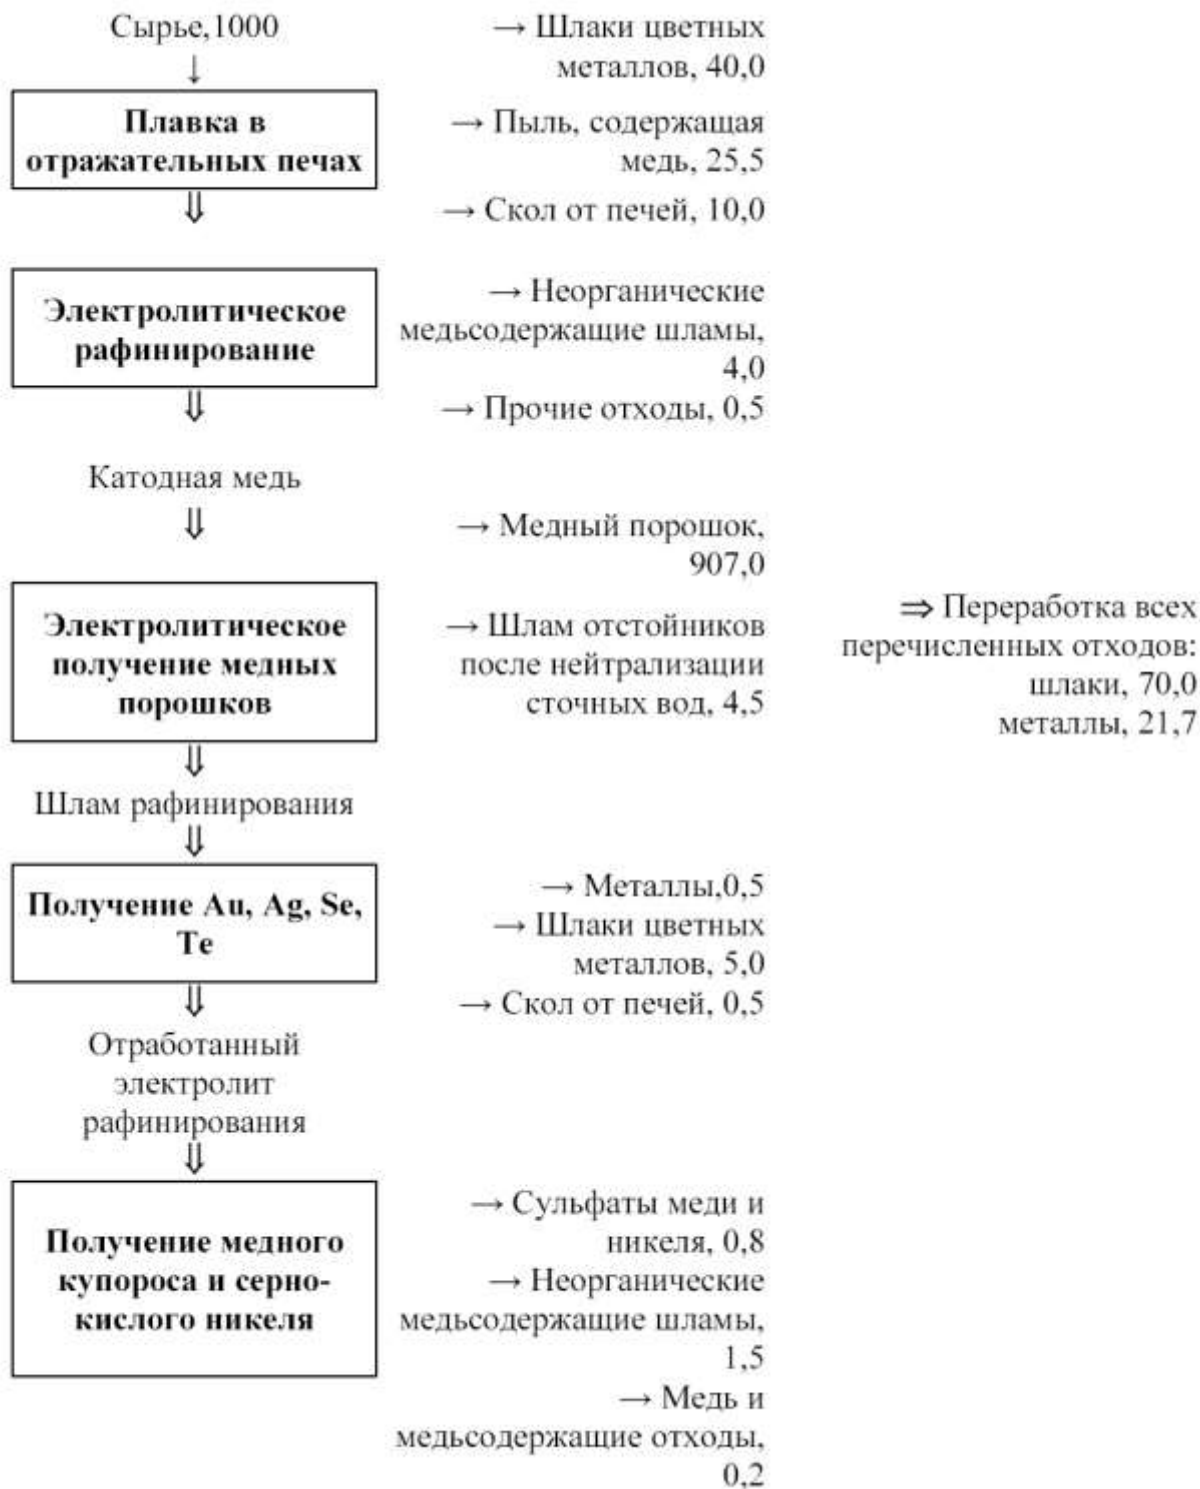 Сырье,1000
↓
Плавка в
отражательных печах
⇓
Электролитическое
рафинирование
⇓
Катодная медь
⇓
Электролитическое
получение медных
порошков
⇓
Шлам рафинирования
⇓
Получение Au, Ag, Se,
Te
⇓
Отработанный
электролит
рафинирования
⇓
Получение медного
купороса и серно-
кислого никеля
→ Шлаки цветных
металлов, 40,0
→ Пыль, содержащая
медь, 25,5
→ Скол от печей, 10,0
→ Неорганические
медьсодержащие шламы,
4,0
→ Прочие отходы, 0,5
→ Медный порошок,
907,0
→ Шлам отстойников
после нейтрализации
сточных вод, 4,5
→ Металлы,0,5
→ Шлаки цветных
металлов, 5,0
→ Скол от печей, 0,5
→ Сульфаты меди и
никеля, 0,8
→ Неорганические
медьсодержащие шламы,
1,5
→ Медь и
медьсодержащие отходы,
0,2
⇒ Переработка всех
перечисленных отходов:
шлаки, 70,0
металлы, 21,7